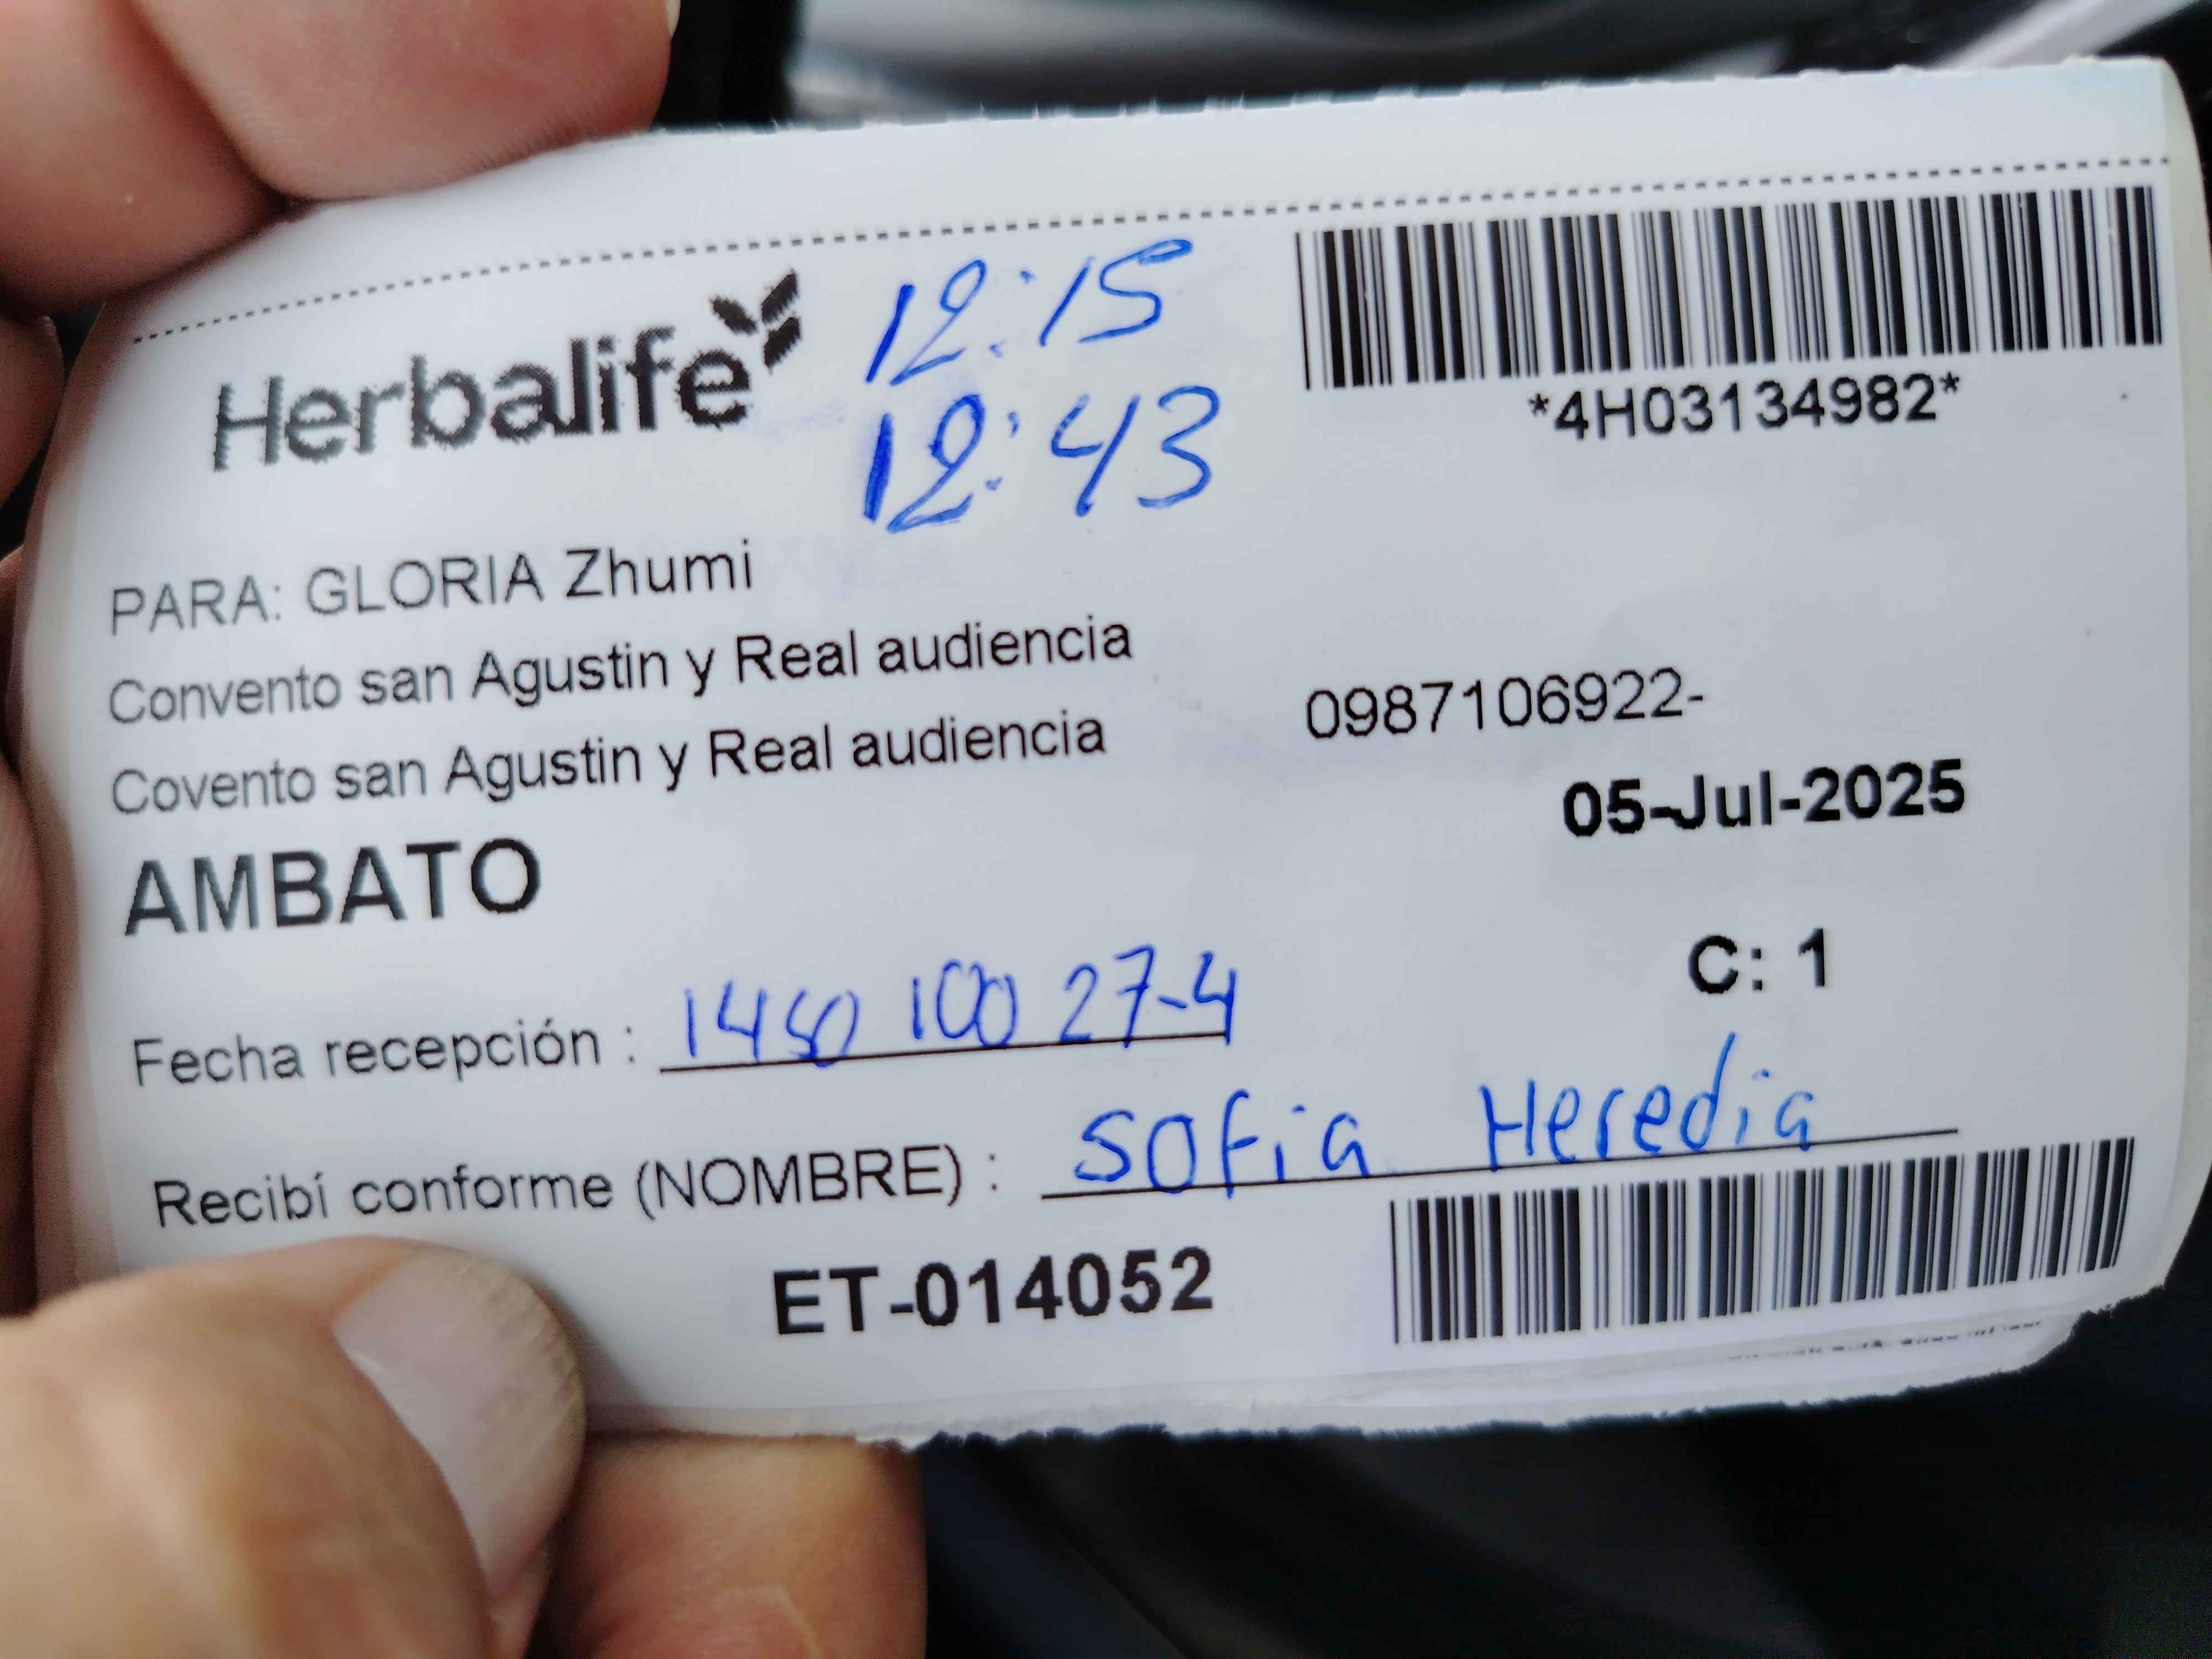 Herbalife
12:15
12:43
*4H03134982*
PARA: GLORIA Zhumi
Convento san Agustin y Real audiencia
Covento san Agustin y Real audiencia
0987106922-
05-Jul-2025
AMBATO
C: 1
Fecha recepción : 1450 100 27-4
Recibí conforme (NOMBRE) : Sofia Heredia
ET-014052